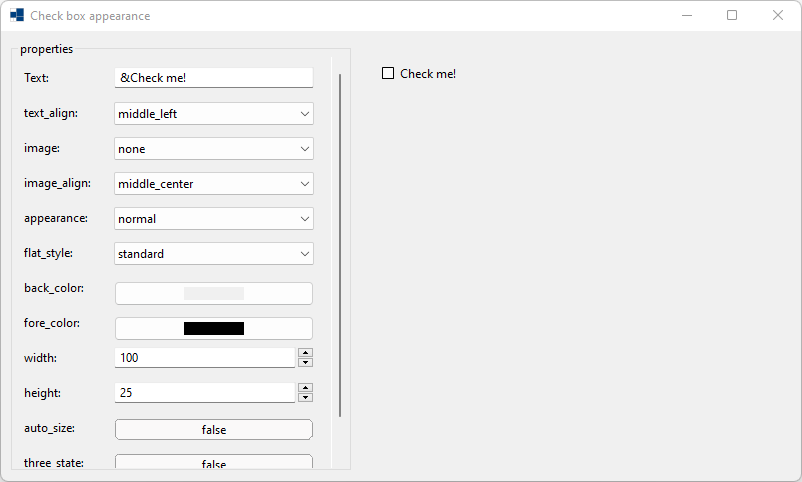 Check box appearance
properties
Text: &Check me!
text_align: middle_left
image: none
image_align: middle_center
appearance: normal
flat_style: standard
back_color:
fore_color:
width: 100
height: 25
auto_size: false
three_state: false
Check me!